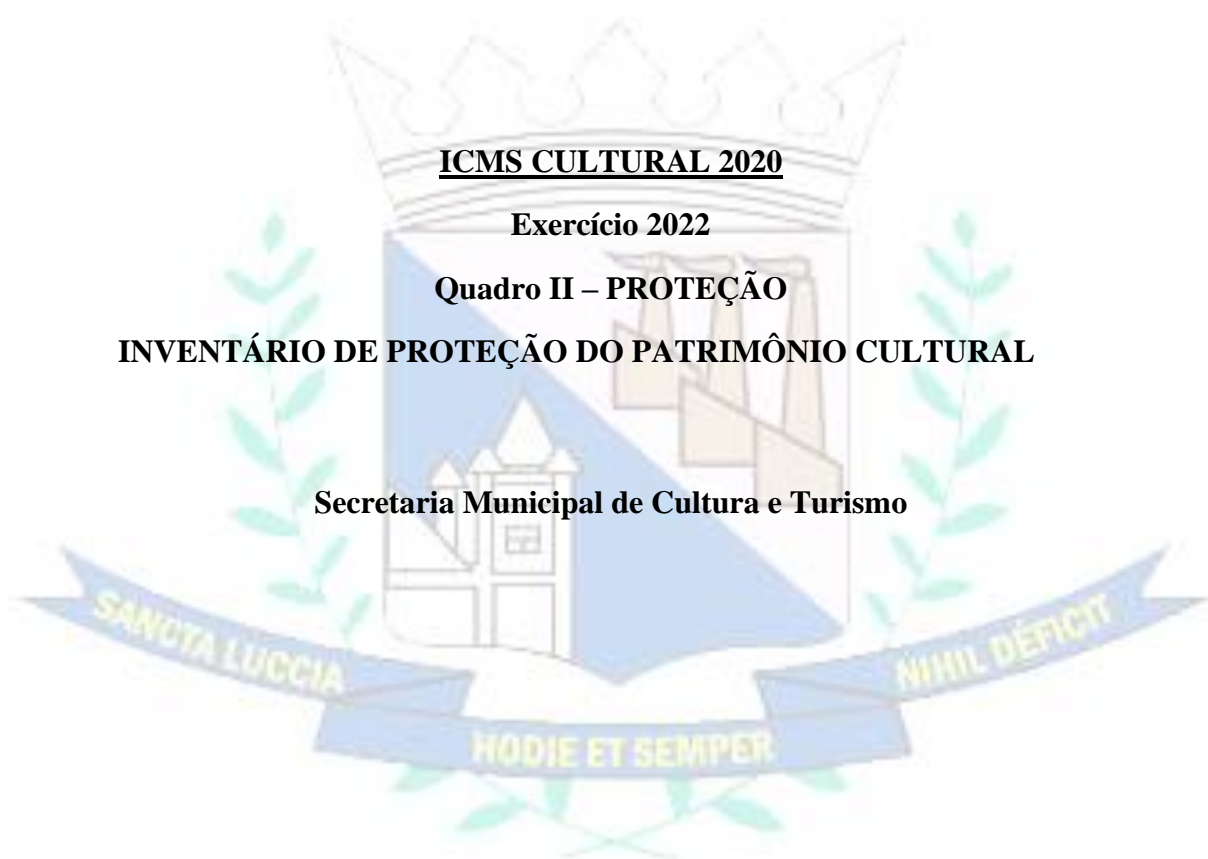 ICMS CULTURAL 2020
Exercício 2022
Quadro II – PROTEÇÃO
INVENTÁRIO DE PROTEÇÃO DO PATRIMÔNIO CULTURAL
Secretaria Municipal de Cultura e Turismo
SANCTA LUCCIA
HODIE ET SEMPER
NIHIL DÉFICIT